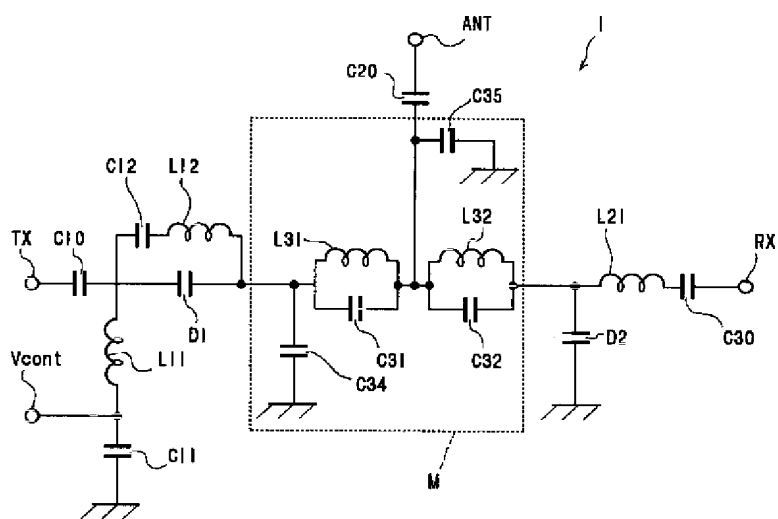 ANT
1
C20
C35
C12
L12
L31
L32
L21
TX
C10
RX
D1
C31
C32
D2
C30
Vcont
L11
C34
C11
M